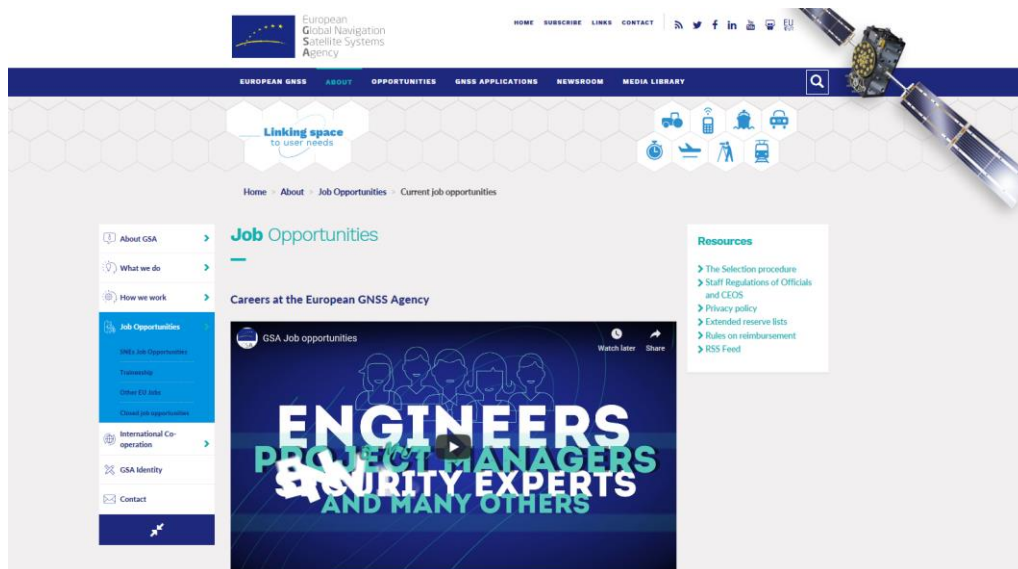 European
Global Navigation
Satellite Systems
Agency
HOME SUBSCRIBE LINKS CONTACT
EUROPEAN GNSS ABOUT OPPORTUNITIES GNSS APPLICATIONS NEWSROOM MEDIA LIBRARY
Linking space
to user needs
Home > About > Job Opportunities > Current job opportunities
About GSA
What we do
How we work
Job Opportunities
SNEs Job Opportunities
Traineeship
Other EU Jobs
Closed job opportunities
International Co-
operation
GSA Identity
Contact
Job Opportunities
Careers at the European GNSS Agency
GSA Job opportunities
Watch later Share
ENGINEERS
PROJECT MANAGERS
SECURITY EXPERTS
AND MANY OTHERS
Resources
The Selection procedure
Staff Regulations of Officials
and CEOS
Privacy policy
Extended reserve lists
Rules on reimbursement
RSS Feed